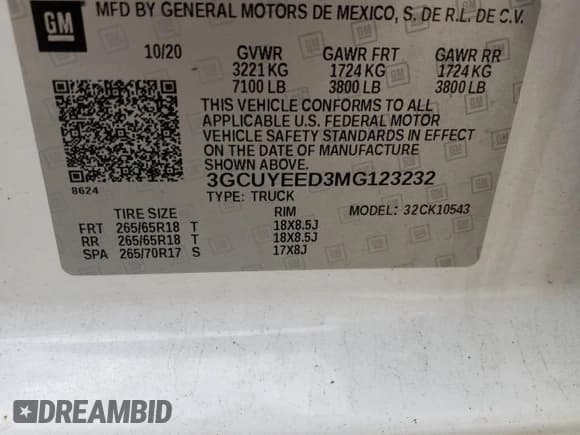 GM MFD BY GENERAL MOTORS DE MEXICO, S. DE R.L. DE C.V.
10/20 GVWR GAWR FRT GAWR RR
3221 KG 1724 KG 1724 KG
7100 LB 3800 LB 3800 LB
THIS VEHICLE CONFORMS TO ALL
APPLICABLE U.S. FEDERAL MOTOR
VEHICLE SAFETY STANDARDS IN EFFECT
ON THE DATE OF MANUFACTURE
SHOWN ABOVE.
8624 3GCUYEED3MG123232
TYPE: TRUCK MODEL: 32CK10543
TIRE SIZE RIM
FRT 265/65R18 T 18X8.5J
RR 265/65R18 T 18X8.5J
SPA 265/70R17 S 17X8J
DREAMBID